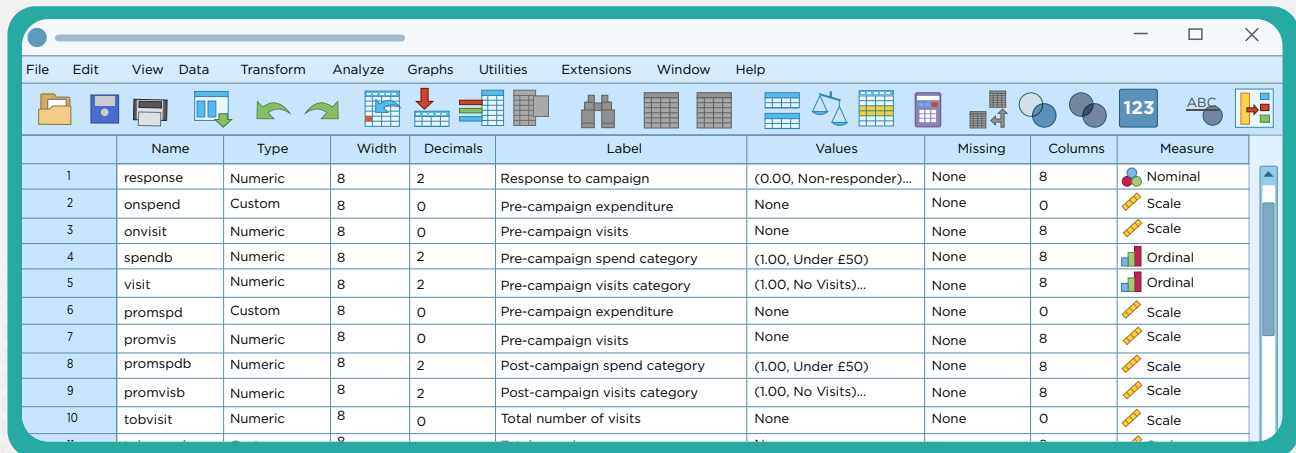 File Edit View Data Transform Analyze Graphs Utilities Extensions Window Help
123 ABC
Name Type Width Decimals Label Values Missing Columns Measure
1 response Numeric 8 2 Response to campaign (0.00, Non-responder)... None 8 Nominal
2 onspend Custom 8 0 Pre-campaign expenditure None None 0 Scale
3 onvisit Numeric 8 0 Pre-campaign visits None None 8 Scale
4 spendb Numeric 8 2 Pre-campaign spend category (1.00, Under £50) None 8 Ordinal
5 visit Numeric 8 2 Pre-campaign visits category (1.00, No Visits)... None 8 Ordinal
6 promspd Custom 8 0 Pre-campaign expenditure None None 0 Scale
7 promvis Numeric 8 0 Pre-campaign visits None None 8 Scale
8 promspdb Numeric 8 2 Post-campaign spend category (1.00, Under £50) None 8 Scale
9 promvisb Numeric 8 2 Post-campaign visits category (1.00, No Visits)... None 8 Scale
10 tobvisit Numeric 8 0 Total number of visits None None 0 Scale